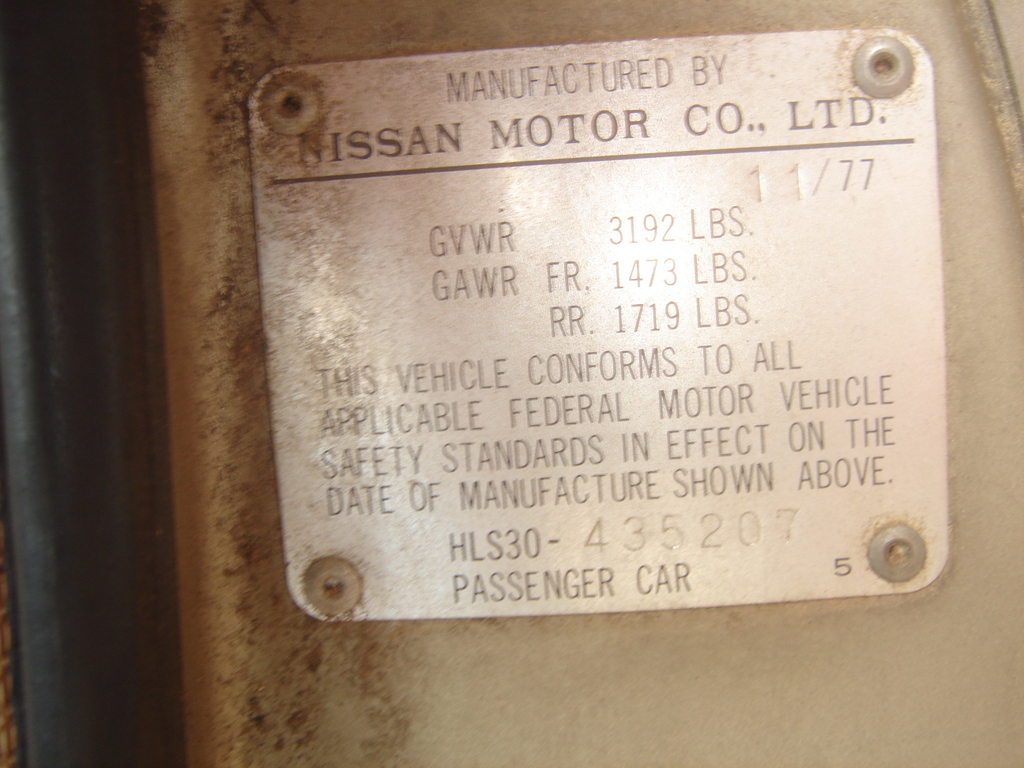 MANUFACTURED BY
NISSAN MOTOR CO., LTD.
11/77
GVWR 3192 LBS.
GAWR FR. 1473 LBS.
RR. 1719 LBS.
THIS VEHICLE CONFORMS TO ALL
APPLICABLE FEDERAL MOTOR VEHICLE
SAFETY STANDARDS IN EFFECT ON THE
DATE OF MANUFACTURE SHOWN ABOVE.
HLS30-435207
PASSENGER CAR 5